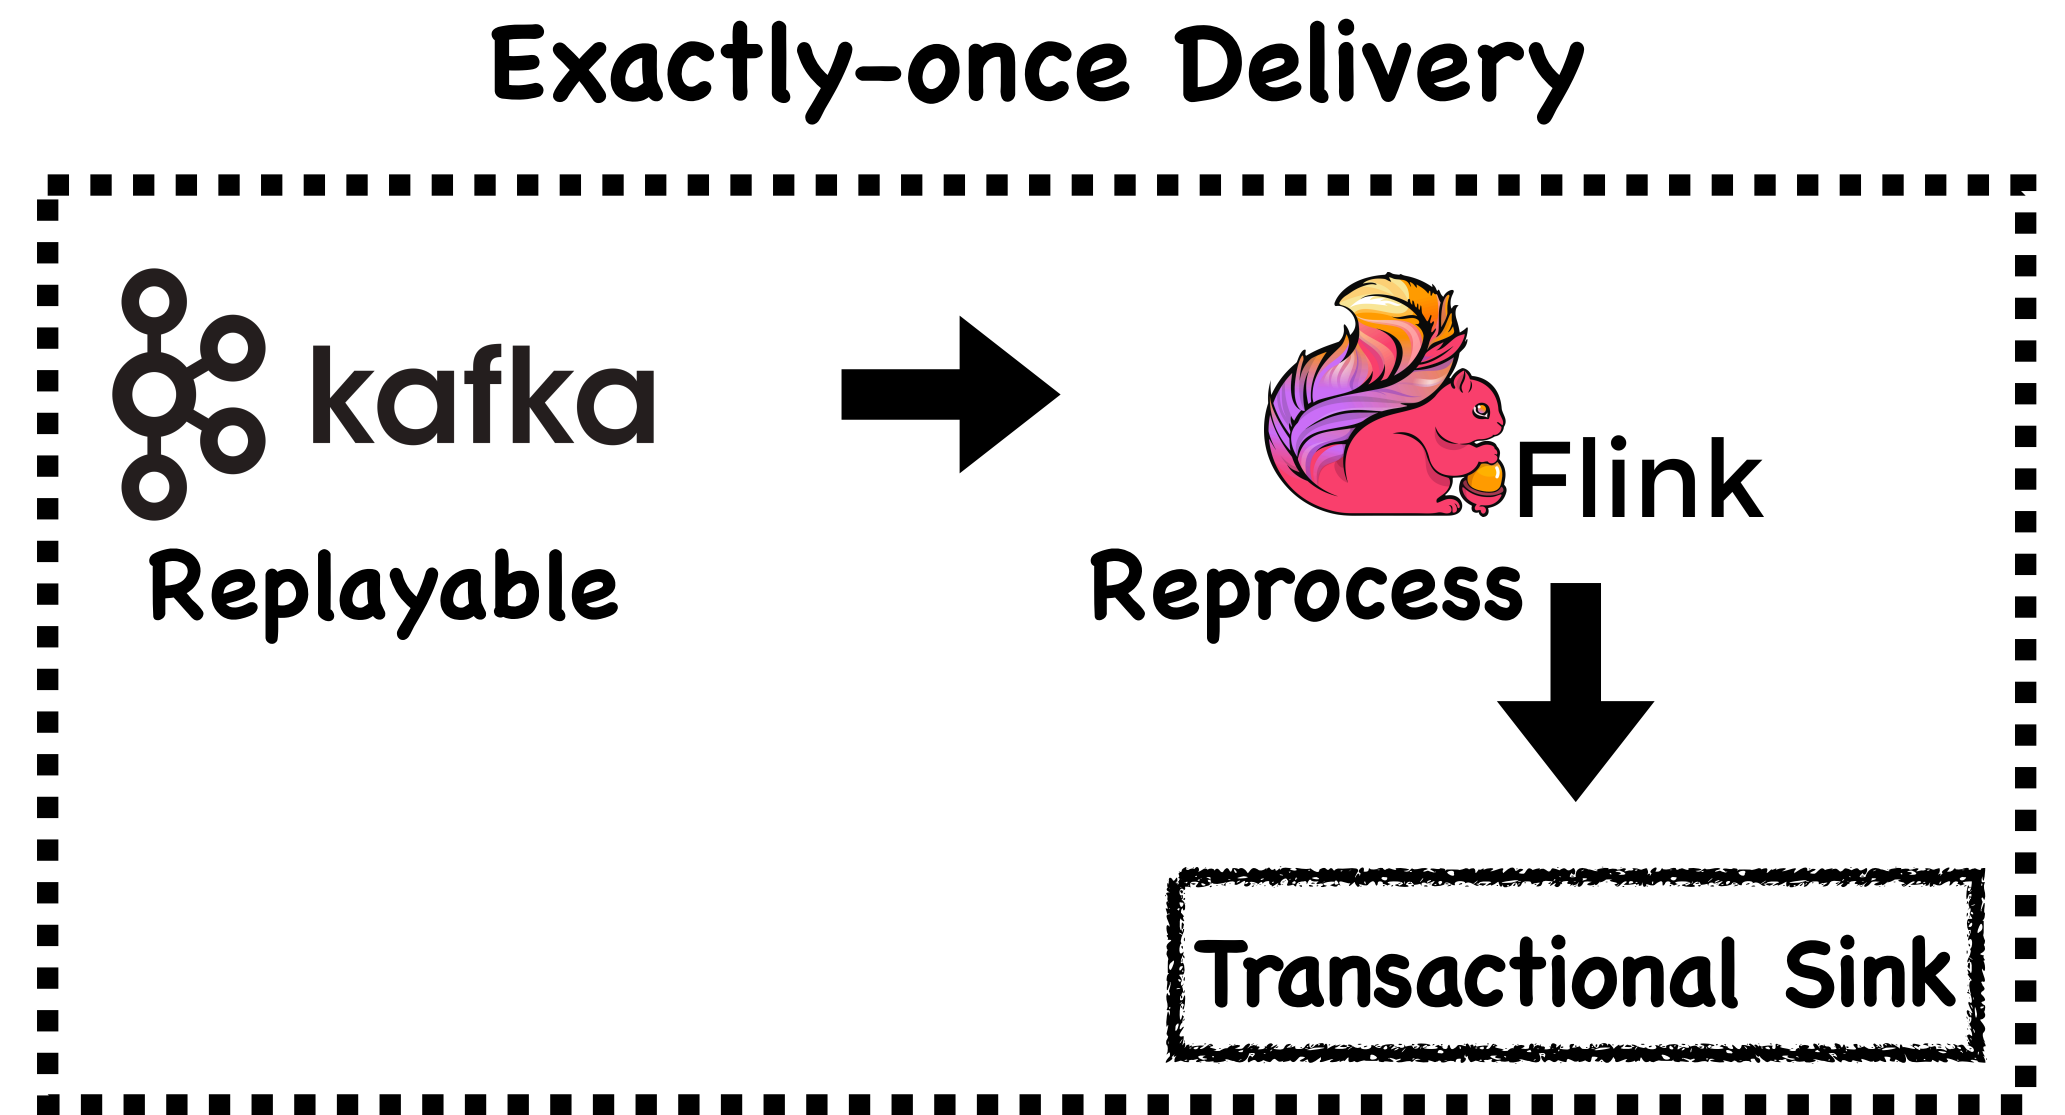 Exactly-once Delivery
kafka
Flink
Replayable
Reprocess
Transactional Sink